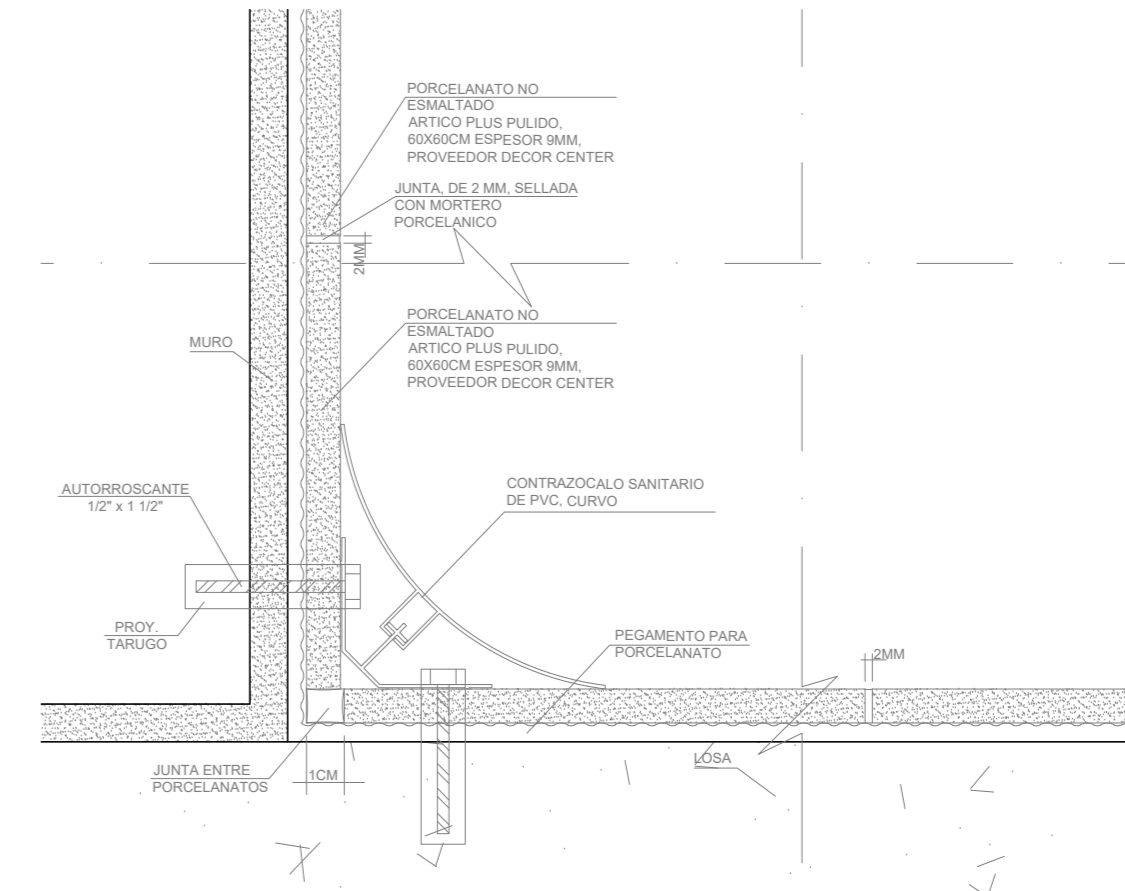 PORCELANATO NO
ESMALTADO
ARTICO PLUS PULIDO,
60X60CM ESPESOR 9MM,
PROVEEDOR DECOR CENTER
JUNTA, DE 2 MM, SELLADA
CON MORTERO
PORCELANICO
2MM
PORCELANATO NO
ESMALTADO
ARTICO PLUS PULIDO,
60X60CM ESPESOR 9MM,
PROVEEDOR DECOR CENTER
MURO
AUTORROSCANTE
1/2" x 1 1/2"
CONTRAZOCALO SANITARIO
DE PVC, CURVO
PROY.
TARUGO
PEGAMENTO PARA
PORCELANATO
2MM
JUNTA ENTRE
PORCELANATOS
1CM
LOSA